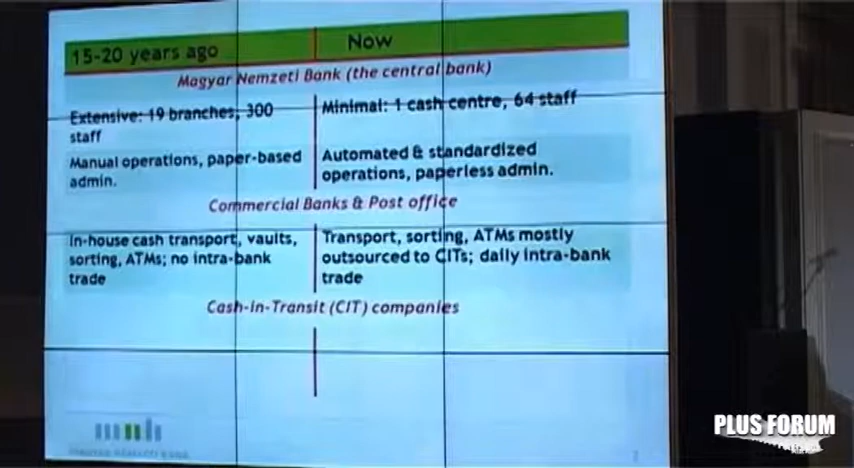 15-20 years ago
Now
Magyar Nemzeti Bank (the central bank)
Extensive: 19 branches; 300
staff
Minimal: 1 cash centre, 64 staff
Manual operations, paper-based
admin.
Automated & standardized
operations, paperless admin.
Commercial Banks & Post office
In-house cash transport, vaults,
sorting, ATMs; no intra-bank
trade
Transport, sorting, ATMs mostly
outsourced to CITs; daily intra-bank
trade
Cash-in-Transit (CIT) companies
PLUS FORUM